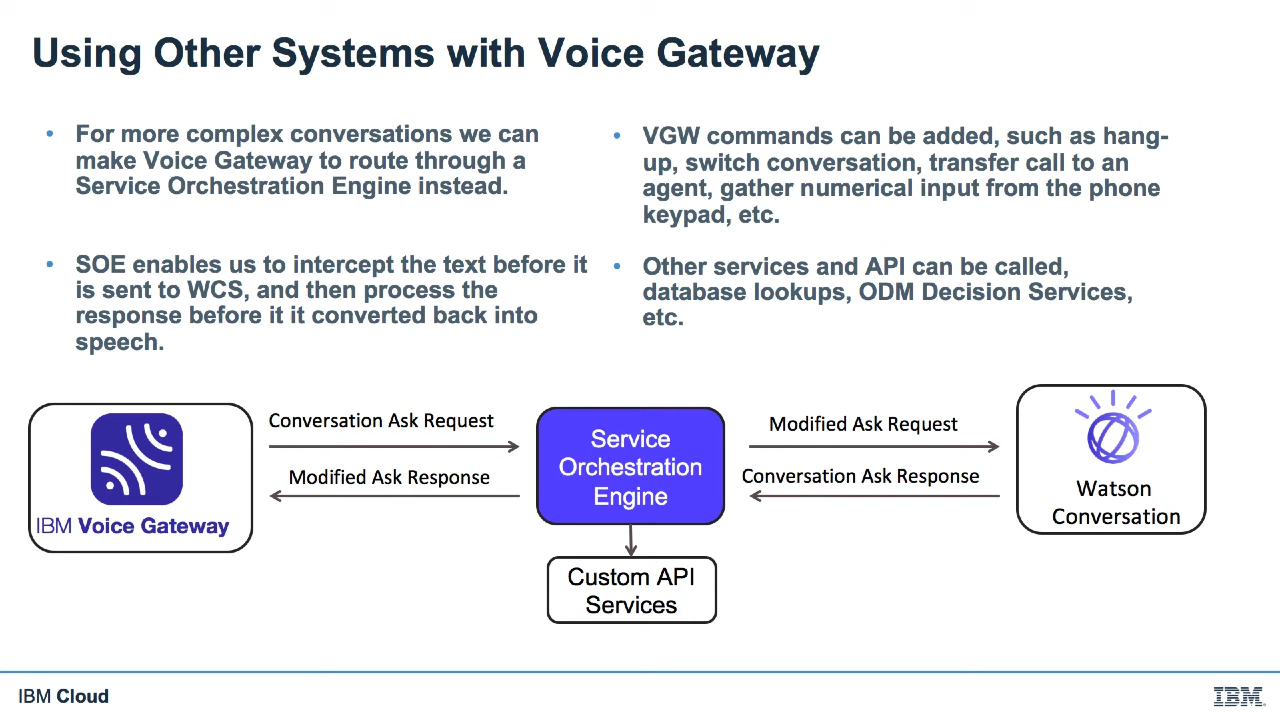 Using Other Systems with Voice Gateway
• For more complex conversations we can
make Voice Gateway to route through a
Service Orchestration Engine instead.
• SOE enables us to intercept the text before it
is sent to WCS, and then process the
response before it it converted back into
speech.
• VGW commands can be added, such as hang-
up, switch conversation, transfer call to an
agent, gather numerical input from the phone
keypad, etc.
• Other services and API can be called,
database lookups, ODM Decision Services,
etc.
IBM Voice Gateway
Conversation Ask Request
Modified Ask Response
Service
Orchestration
Engine
Custom API
Services
Modified Ask Request
Conversation Ask Response
Watson
Conversation
IBM Cloud
IBM